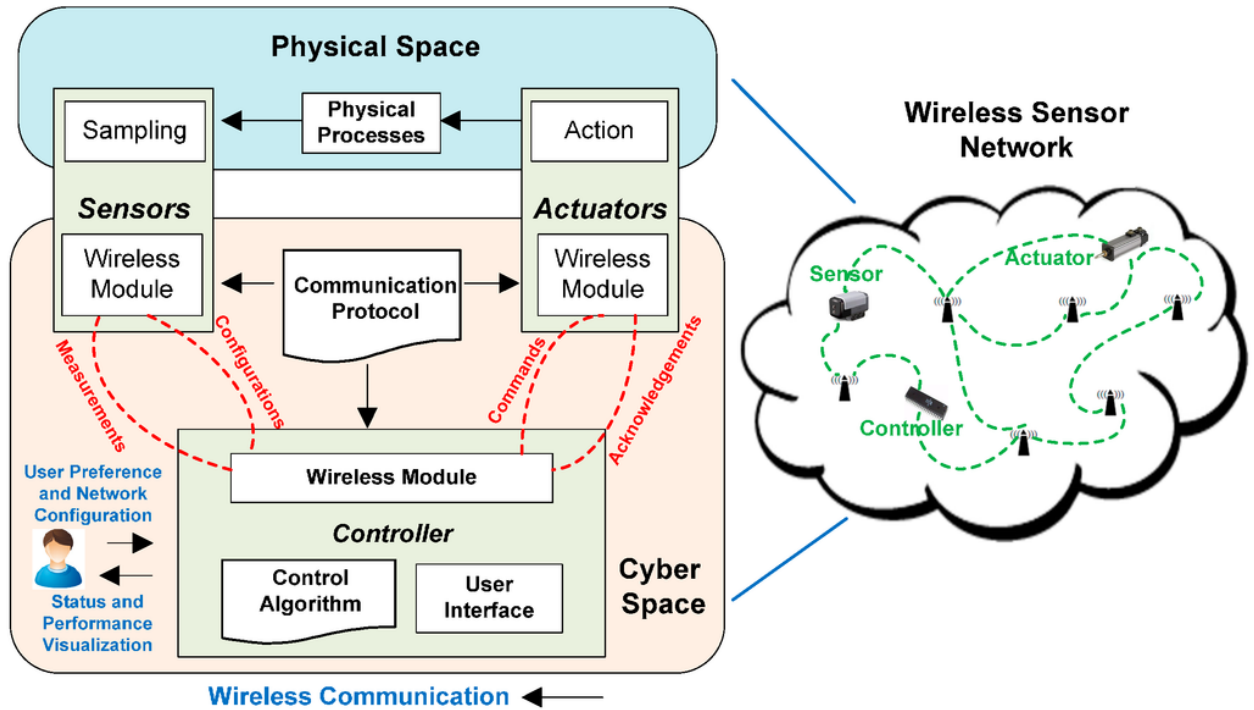 Physical Space
Sampling
Physical
Processes
Action
Sensors
Actuators
Wireless
Module
Communication
Protocol
Wireless
Module
Measurements
Configurations
Commands
Acknowledgements
User Preference
and Network
Configuration
Status and
Performance
Visualization
Wireless Module
Controller
Control
Algorithm
User
Interface
Cyber
Space
Wireless Communication
Wireless Sensor
Network
Sensor
Actuator
Controller